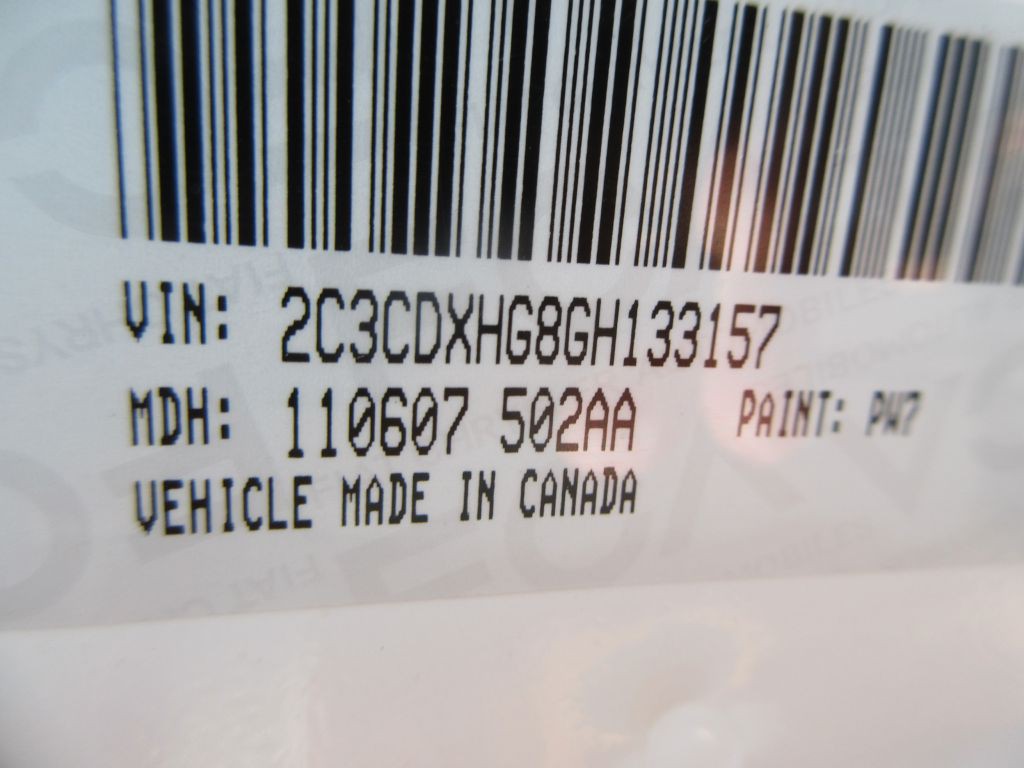 VIN: 2C3CDXHG8GH133157
MDH: 110607 502AA PAINT: PW7
VEHICLE MADE IN CANADA